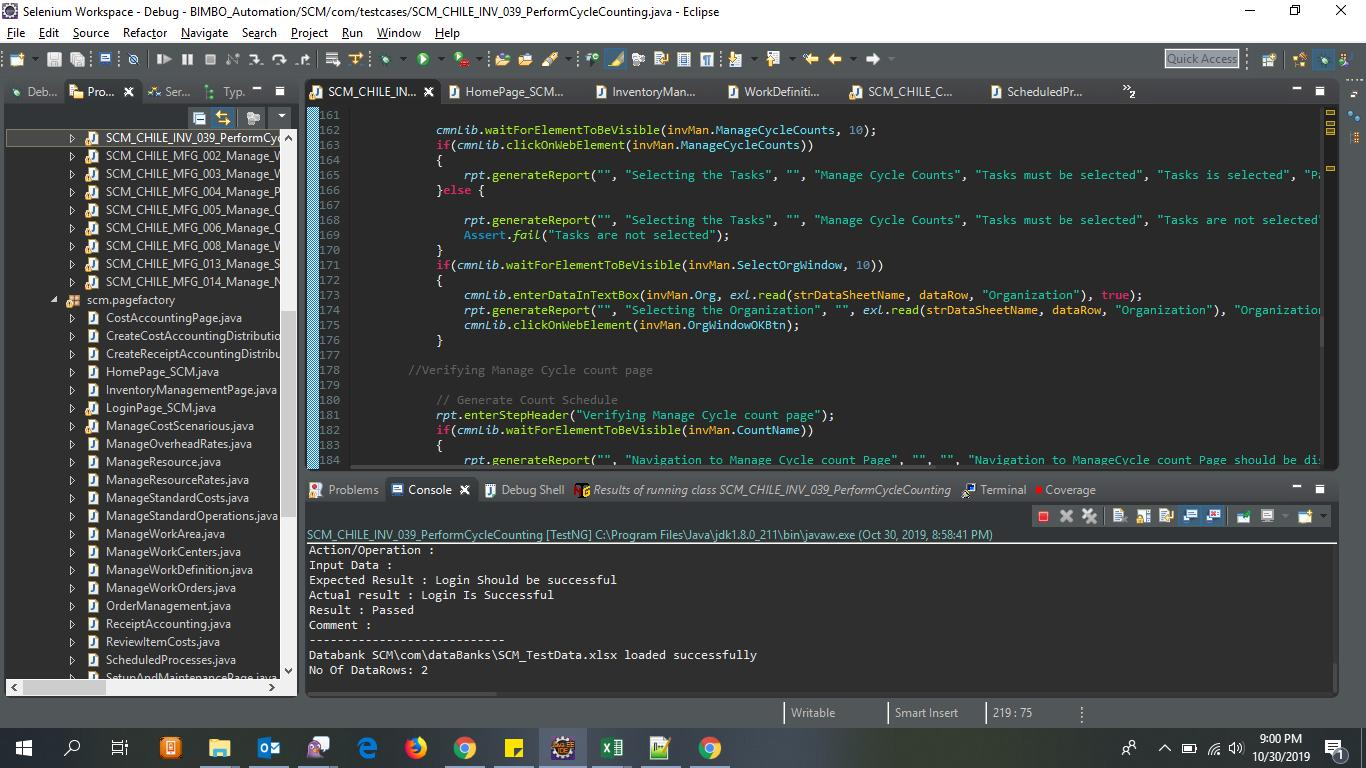 Selenium Workspace - Debug - BIMBO_Automation/SCM/com/testcases/SCM_CHILE_INV_039_PerformCycleCounting.java - Eclipse
File Edit Source Refactor Navigate Search Project Run Window Help
Quick Access
Deb... Pro... Ser... Typ.
SCM_CHILE_INV_039_PerformCyc
SCM_CHILE_MFG_002_Manage_W
SCM_CHILE_MFG_003_Manage_W
SCM_CHILE_MFG_004_Manage_P
SCM_CHILE_MFG_005_Manage_C
SCM_CHILE_MFG_006_Manage_C
SCM_CHILE_MFG_008_Manage_W
SCM_CHILE_MFG_013_Manage_S
SCM_CHILE_MFG_014_Manage_N
scm.pagefactory
CostAccountingPage.java
CreateCostAccountingDistributio
CreateReceiptAccountingDistribu
HomePage_SCM.java
InventoryManagementPage.java
LoginPage_SCM.java
ManageCostScenarious.java
ManageOverheadRates.java
ManageResource.java
ManageResourceRates.java
ManageStandardCosts.java
ManageStandardOperations.java
ManageWorkArea.java
ManageWorkCenters.java
ManageWorkDefinition.java
ManageWorkOrders.java
OrderManagement.java
ReceiptAccounting.java
ReviewItemCosts.java
ScheduledProcesses.java
SetupAndMaintenancePage.java
SCM_CHILE_IN... HomePage_SCM... InventoryMan... WorkDefiniti... SCM_CHILE_C... ScheduledPr... »2
161
162 cmnLib.waitForElementToBeVisible(invMan.ManageCycleCounts, 10);
163 if(cmnLib.clickOnWebElement(invMan.ManageCycleCounts))
164 {
165 rpt.generateReport("", "Selecting the Tasks", "", "Manage Cycle Counts", "Tasks must be selected", "Tasks is selected", "Pa
166 }else {
167
168 rpt.generateReport("", "Selecting the Tasks", "", "Manage Cycle Counts", "Tasks must be selected", "Tasks are not selected"
169 Assert.fail("Tasks are not selected");
170 }
171 if(cmnLib.waitForElementToBeVisible(invMan.SelectOrgWindow, 10))
172 {
173 cmnLib.enterDataInTextBox(invMan.Org, exl.read(strDataSheetName, dataRow, "Organization"), true);
174 rpt.generateReport("", "Selecting the Organization", "", exl.read(strDataSheetName, dataRow, "Organization"), "Organization
175 cmnLib.clickOnWebElement(invMan.OrgWindowOKBtn);
176 }
177
178 //Verifying Manage Cycle count page
179
180 // Generate Count Schedule
181 rpt.enterStepHeader("Verifying Manage Cycle count page");
182 if(cmnLib.waitForElementToBeVisible(invMan.CountName))
183 {
184 rpt.generateReport("", "Navigation to Manage Cycle count Page", "", "", "Navigation to ManageCycle count Page should be dis
Problems Console Debug Shell Results of running class SCM_CHILE_INV_039_PerformCycleCounting Terminal Coverage
SCM_CHILE_INV_039_PerformCycleCounting [TestNG] C:\Program Files\Java\jdk1.8.0_211\bin\javaw.exe (Oct 30, 2019, 8:58:41 PM)
Action/Operation :
Input Data :
Expected Result : Login Should be successful
Actual result : Login Is Successful
Result : Passed
Comment :
----------------------------
Databank SCM\com\dataBanks\SCM_TestData.xlsx loaded successfully
No Of DataRows: 2
Writable Smart Insert 219 : 75
9:00 PM
10/30/2019
1